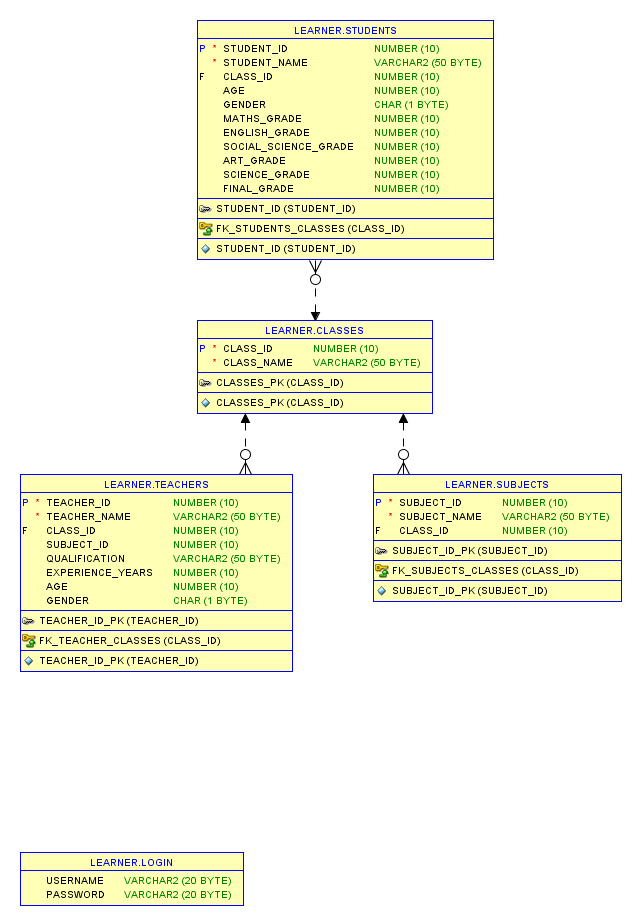 LEARNER.STUDENTS
P * STUDENT_ID NUMBER (10)
* STUDENT_NAME VARCHAR2 (50 BYTE)
F CLASS_ID NUMBER (10)
AGE NUMBER (10)
GENDER CHAR (1 BYTE)
MATHS_GRADE NUMBER (10)
ENGLISH_GRADE NUMBER (10)
SOCIAL_SCIENCE_GRADE NUMBER (10)
ART_GRADE NUMBER (10)
SCIENCE_GRADE NUMBER (10)
FINAL_GRADE NUMBER (10)
STUDENT_ID (STUDENT_ID)
FK_STUDENTS_CLASSES (CLASS_ID)
STUDENT_ID (STUDENT_ID)
LEARNER.CLASSES
P * CLASS_ID NUMBER (10)
* CLASS_NAME VARCHAR2 (50 BYTE)
CLASSES_PK (CLASS_ID)
CLASSES_PK (CLASS_ID)
LEARNER.TEACHERS
P * TEACHER_ID NUMBER (10)
* TEACHER_NAME VARCHAR2 (50 BYTE)
F CLASS_ID NUMBER (10)
SUBJECT_ID NUMBER (10)
QUALIFICATION VARCHAR2 (50 BYTE)
EXPERIENCE_YEARS NUMBER (10)
AGE NUMBER (10)
GENDER CHAR (1 BYTE)
TEACHER_ID_PK (TEACHER_ID)
FK_TEACHER_CLASSES (CLASS_ID)
TEACHER_ID_PK (TEACHER_ID)
LEARNER.SUBJECTS
P * SUBJECT_ID NUMBER (10)
* SUBJECT_NAME VARCHAR2 (50 BYTE)
F CLASS_ID NUMBER (10)
SUBJECT_ID_PK (SUBJECT_ID)
FK_SUBJECTS_CLASSES (CLASS_ID)
SUBJECT_ID_PK (SUBJECT_ID)
LEARNER.LOGIN
USERNAME VARCHAR2 (20 BYTE)
PASSWORD VARCHAR2 (20 BYTE)